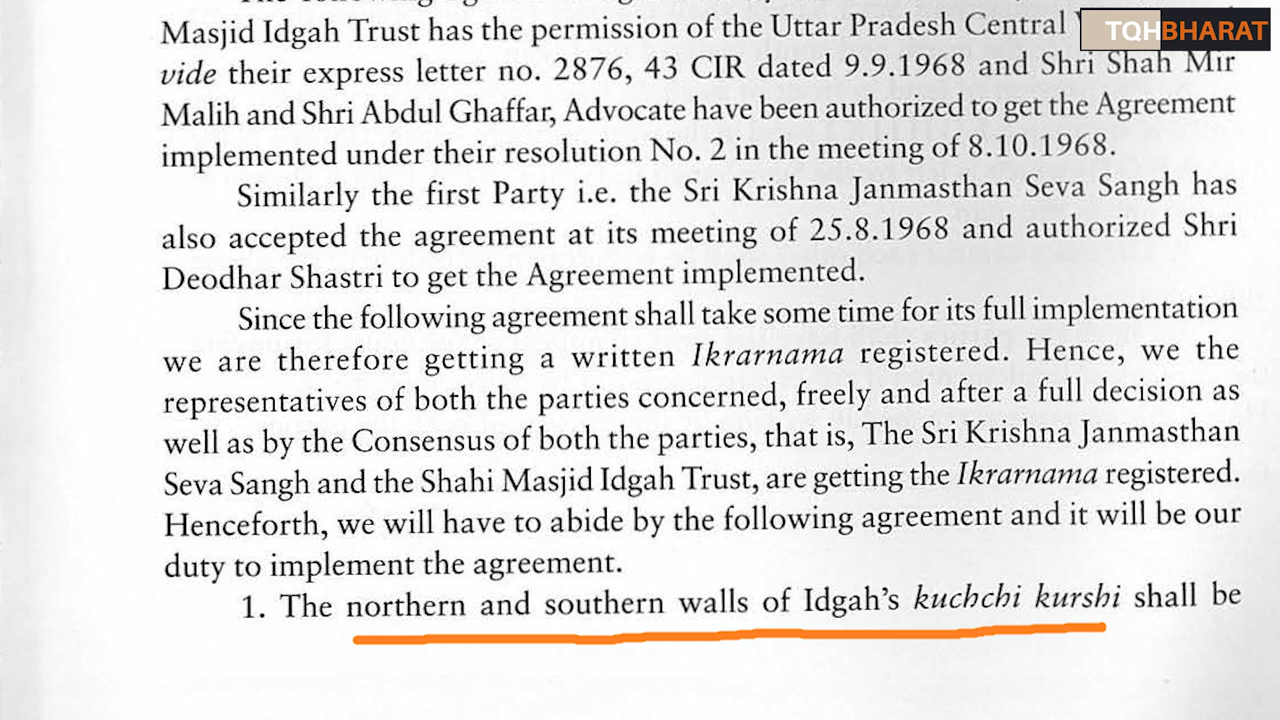 Masjid Idgah Trust has the permission of the Uttar Pradesh Central
TQHBHARAT
vide their express letter no. 2876, 43 CIR dated 9.9.1968 and Shri Shah Mir
Malih and Shri Abdul Ghaffar, Advocate have been authorized to get the Agreement
implemented under their resolution No. 2 in the meeting of 8.10.1968.
Similarly the first Party i.e. the Sri Krishna Janmasthan Seva Sangh has
also accepted the agreement at its meeting of 25.8.1968 and authorized Shri
Deodhar Shastri to get the Agreement implemented.
Since the following agreement shall take some time for its full implementation
we are therefore getting a written Ikrarnama registered. Hence, we the
representatives of both the parties concerned, freely and after a full decision as
well as by the Consensus of both the parties, that is, The Sri Krishna Janmasthan
Seva Sangh and the Shahi Masjid Idgah Trust, are getting the Ikrarnama registered.
Henceforth, we will have to abide by the following agreement and it will be our
duty to implement the agreement.
1. The northern and southern walls of Idgah's kuchchi kurshi shall be